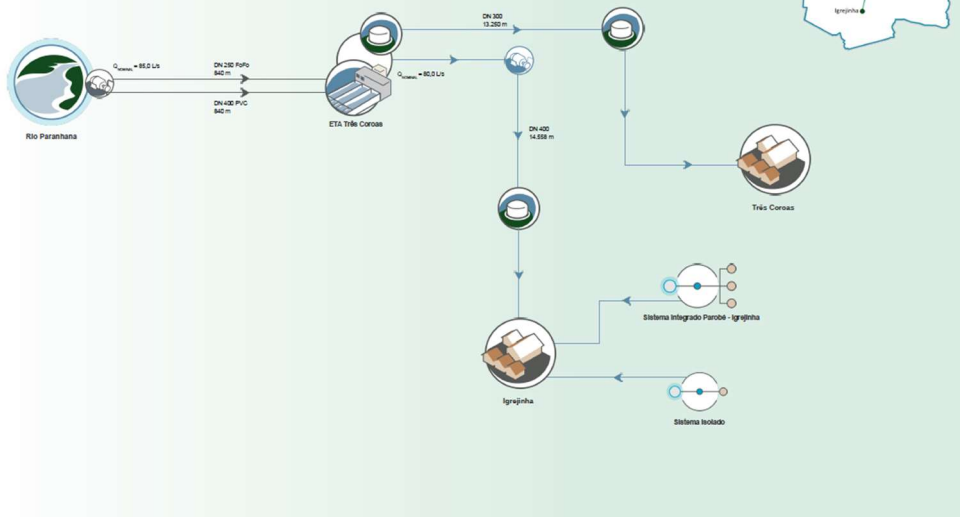 Igrejinha
DN 300
13.250 m
Q = 85,0 L/s
DN 250 FoFo
840 m
Q = 80,0 L/s
DN 400 PVC
840 m
ETA Três Coroas
Rio Paranhana
DN 400
14.558 m
Três Coroas
Sistema Integrado Parobé - Igrejinha
Igrejinha
Sistema Isolado